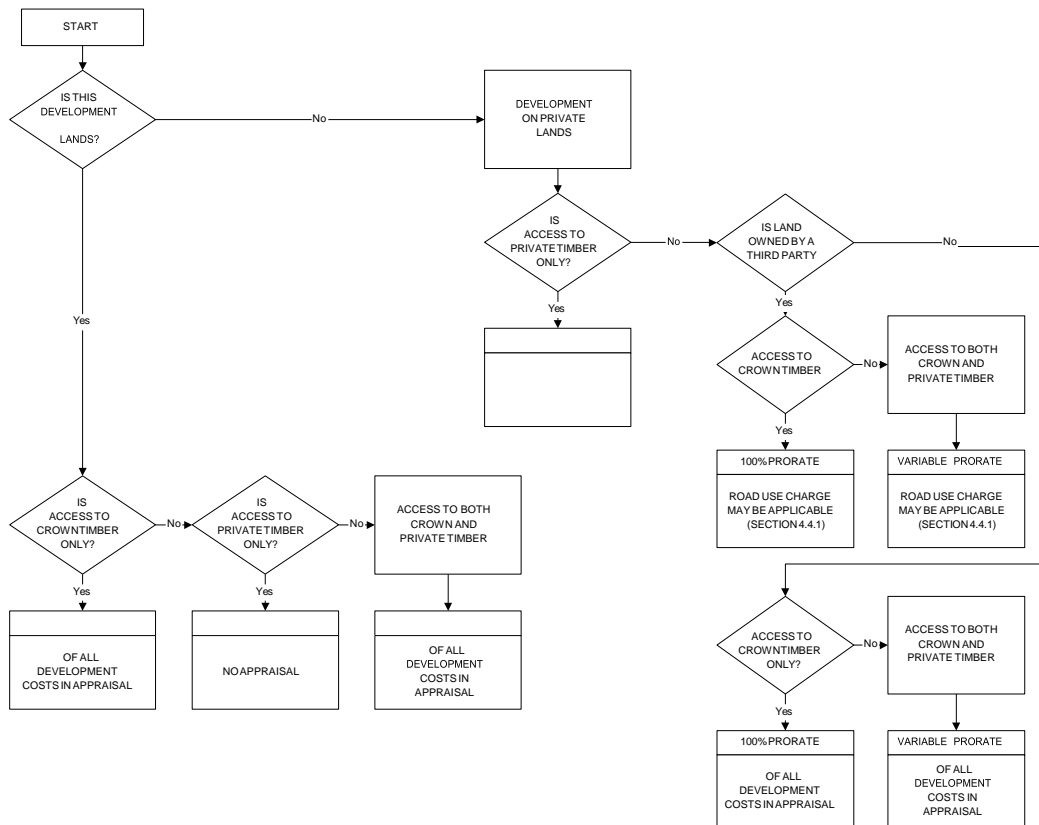 START
IS THIS
DEVELOPMENT
LANDS?
No
DEVELOPMENT
ON PRIVATE
LANDS
IS
ACCESS TO
PRIVATE TIMBER
ONLY?
No
IS LAND
OWNED BY A
THIRD PARTY
No
Yes
Yes
Yes
ACCESS TO
CROWN TIMBER
No
ACCESS TO BOTH
CROWN AND
PRIVATE TIMBER
Yes
100% PRORATE
ROAD USE CHARGE
MAY BE APPLICABLE
(SECTION 4.4.1)
VARIABLE PRORATE
ROAD USE CHARGE
MAY BE APPLICABLE
(SECTION 4.4.1)
IS
ACCESS TO
CROWN TIMBER
ONLY?
No
IS
ACCESS TO
PRIVATE TIMBER
ONLY?
No
ACCESS TO BOTH
CROWN AND
PRIVATE TIMBER
Yes
Yes
OF ALL
DEVELOPMENT
COSTS IN APPRAISAL
NO APPRAISAL
OF ALL
DEVELOPMENT
COSTS IN
APPRAISAL
ACCESS TO
CROWN TIMBER
ONLY?
No
ACCESS TO BOTH
CROWN AND
PRIVATE TIMBER
Yes
100% PRORATE
OF ALL
DEVELOPMENT
COSTS IN APPRAISAL
VARIABLE PRORATE
OF ALL
DEVELOPMENT
COSTS IN
APPRAISAL